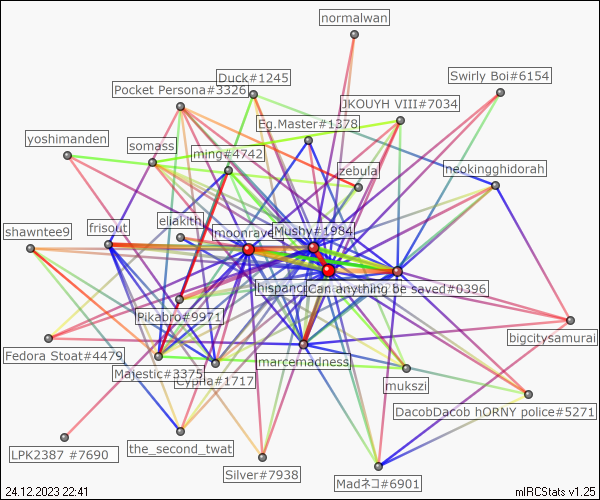 normalwan
Duck#1245
Swirly Boi#6154
Pocket Persona#3326
JKOUYH VIII#7034
Eg.Master#1378
yoshimanden
somass
ming#4742
zebula
neokingghidorah
eliakith
shawntee9
frisout
moonrave
Mushy#1984
Can anything be saved#0396
Pikabro#9971
bigcitysamurai
Fedora Stoat#4479
marcemadness
Majestic#3375
Cypha#1717
mukszi
DacobDacob hORNY police#5271
LPK2387 #7690
the_second_twat
Silver#7938
Madネコ#6901
24.12.2023 22:41
mIRCStats v1.25